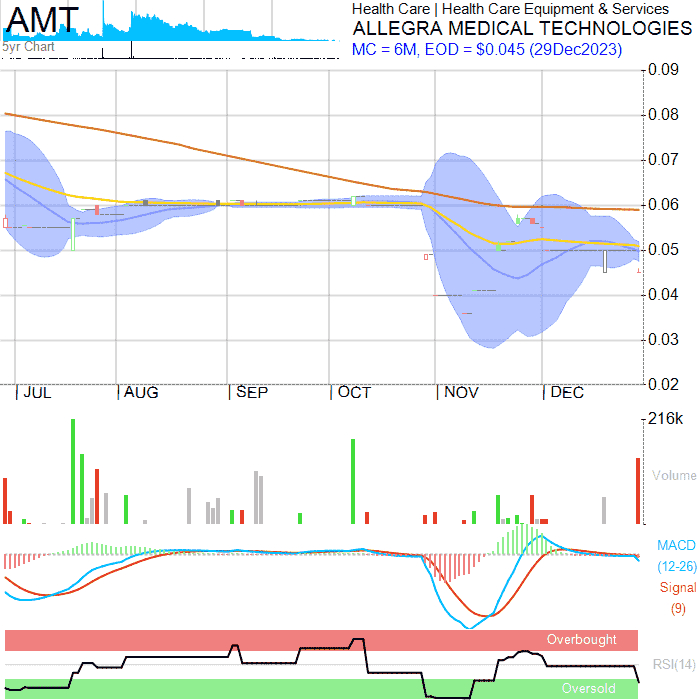 AMT
5yr Chart
Health Care | Health Care Equipment & Services
ALLEGRA MEDICAL TECHNOLOGIES
MC = 6M, EOD = $0.045 (29Dec2023)
0.09
0.08
0.07
0.06
0.05
0.04
0.03
0.02
JUL AUG SEP OCT NOV DEC
216k
Volume
MACD
(12-26)
Signal
(9)
Overbought
RSI(14)
Oversold